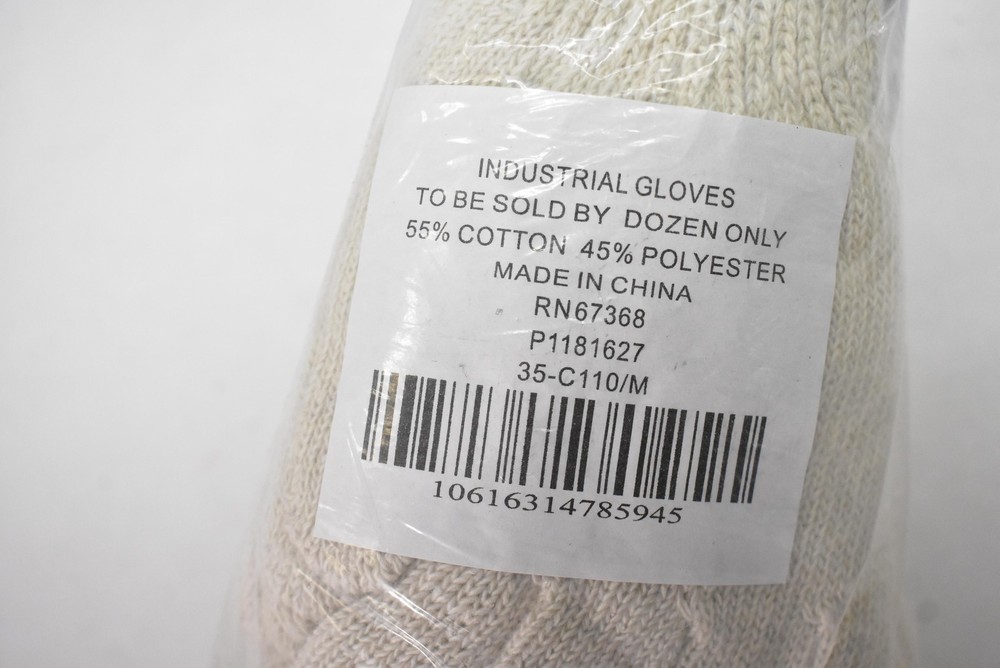 INDUSTRIAL GLOVES
TO BE SOLD BY DOZEN ONLY
55% COTTON 45% POLYESTER
MADE IN CHINA
RN67368
P1181627
35-C110/M
10616314785945